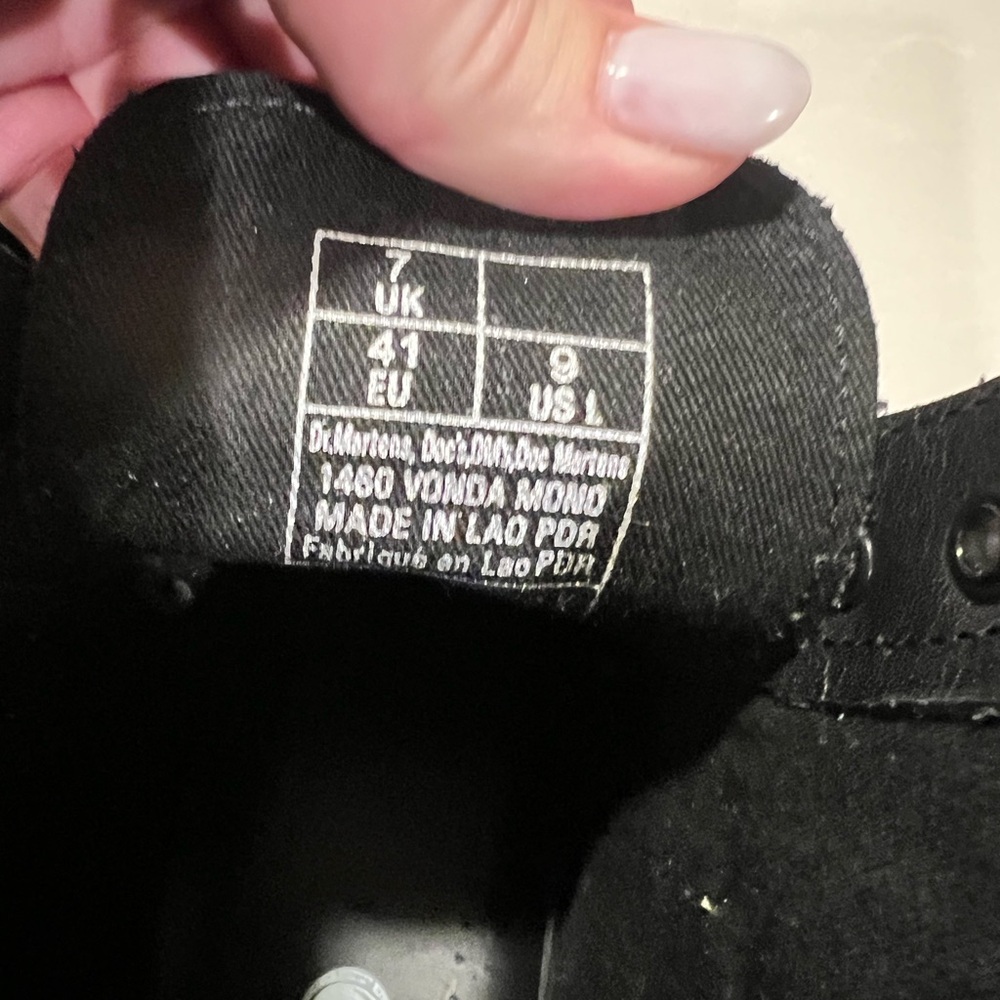 7
UK
41
EU
9
US L
Dr.Martens, Doc's,DM's,Doc Martens
1460 VONDA MONO
MADE IN LAO PDR
Fabriqué en Lao PDR